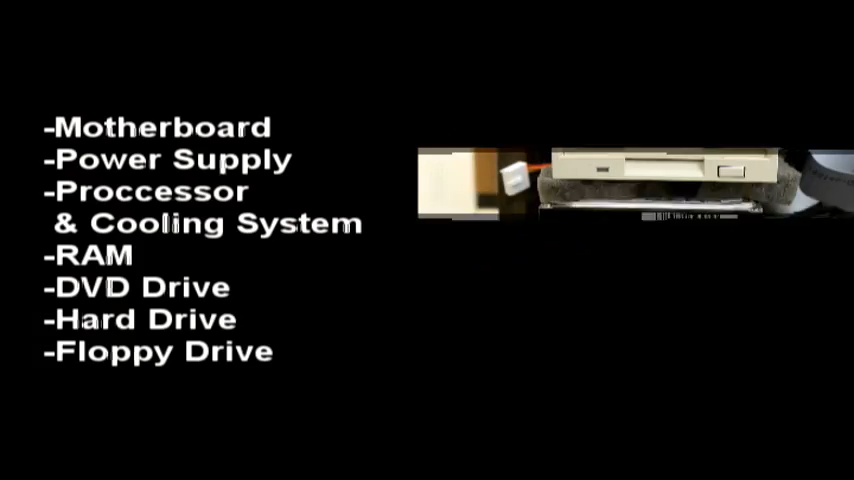 -Motherboard
-Power Supply
-Proccessor
& Cooling System
-RAM
-DVD Drive
-Hard Drive
-Floppy Drive